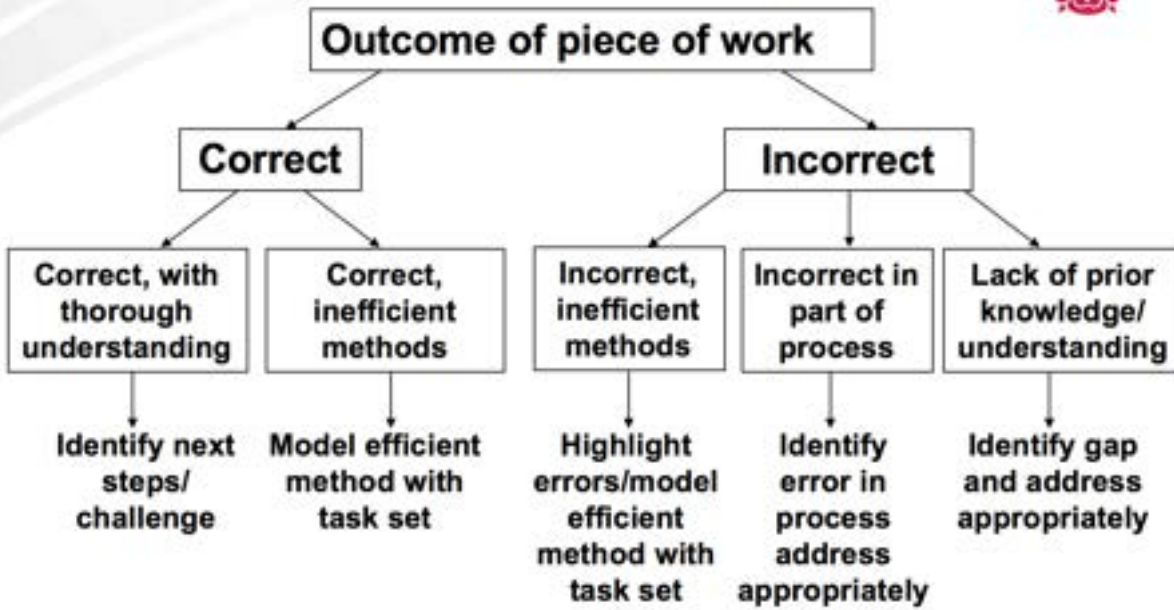 Outcome of piece of work
Correct
Incorrect
Correct, with
thorough
understanding
Correct,
inefficient
methods
Incorrect,
inefficient
methods
Incorrect in
part of
process
Lack of prior
knowledge/
understanding
Identify next
steps/
challenge
Model efficient
method with
task set
Highlight
errors/model
efficient
method with
task set
Identify
error in
process
address
appropriately
Identify gap
and address
appropriately